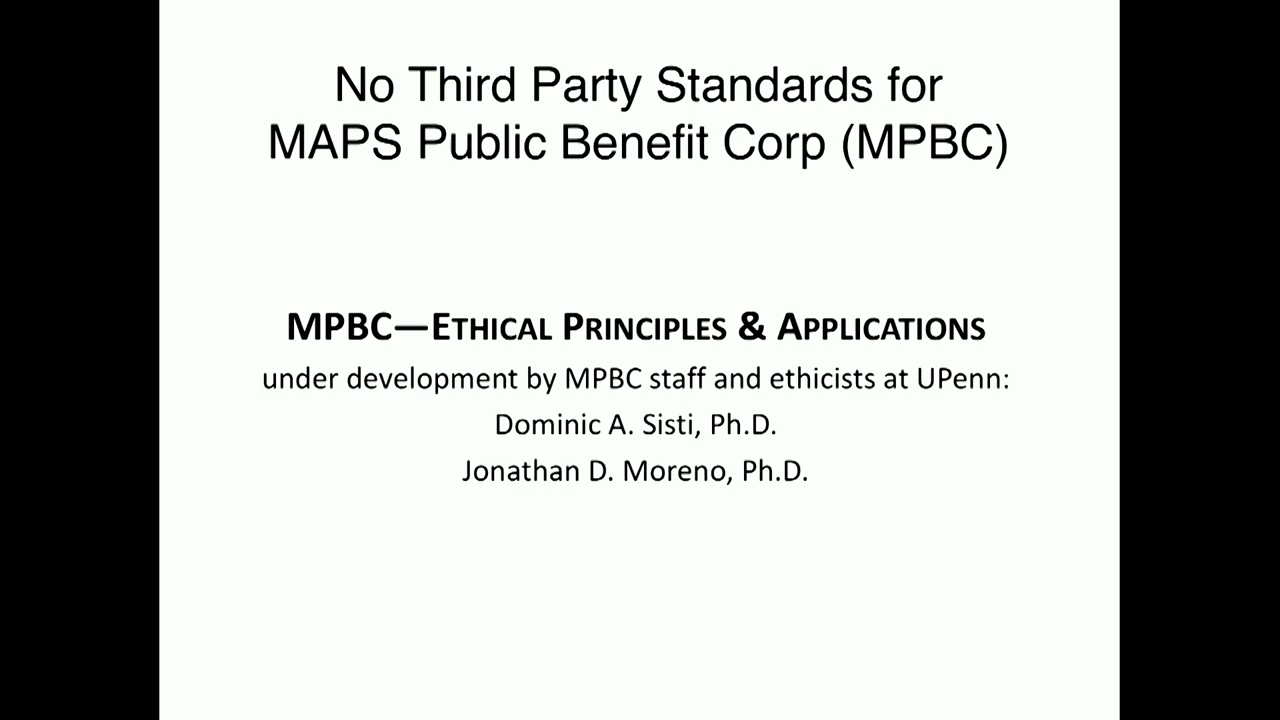 No Third Party Standards for
MAPS Public Benefit Corp (MPBC)
MPBC—ETHICAL PRINCIPLES & APPLICATIONS
under development by MPBC staff and ethicists at UPenn:
Dominic A. Sisti, Ph.D.
Jonathan D. Moreno, Ph.D.